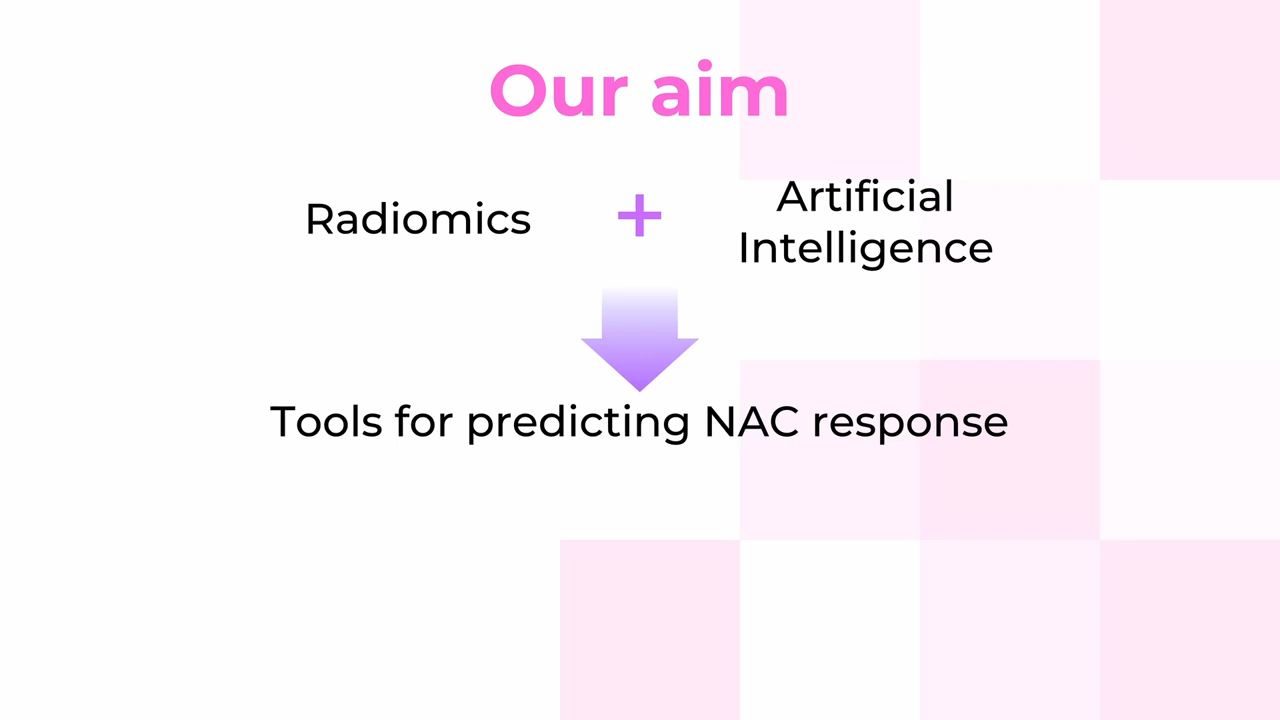 Our aim
Radiomics
+
Artificial
Intelligence
Tools for predicting NAC response